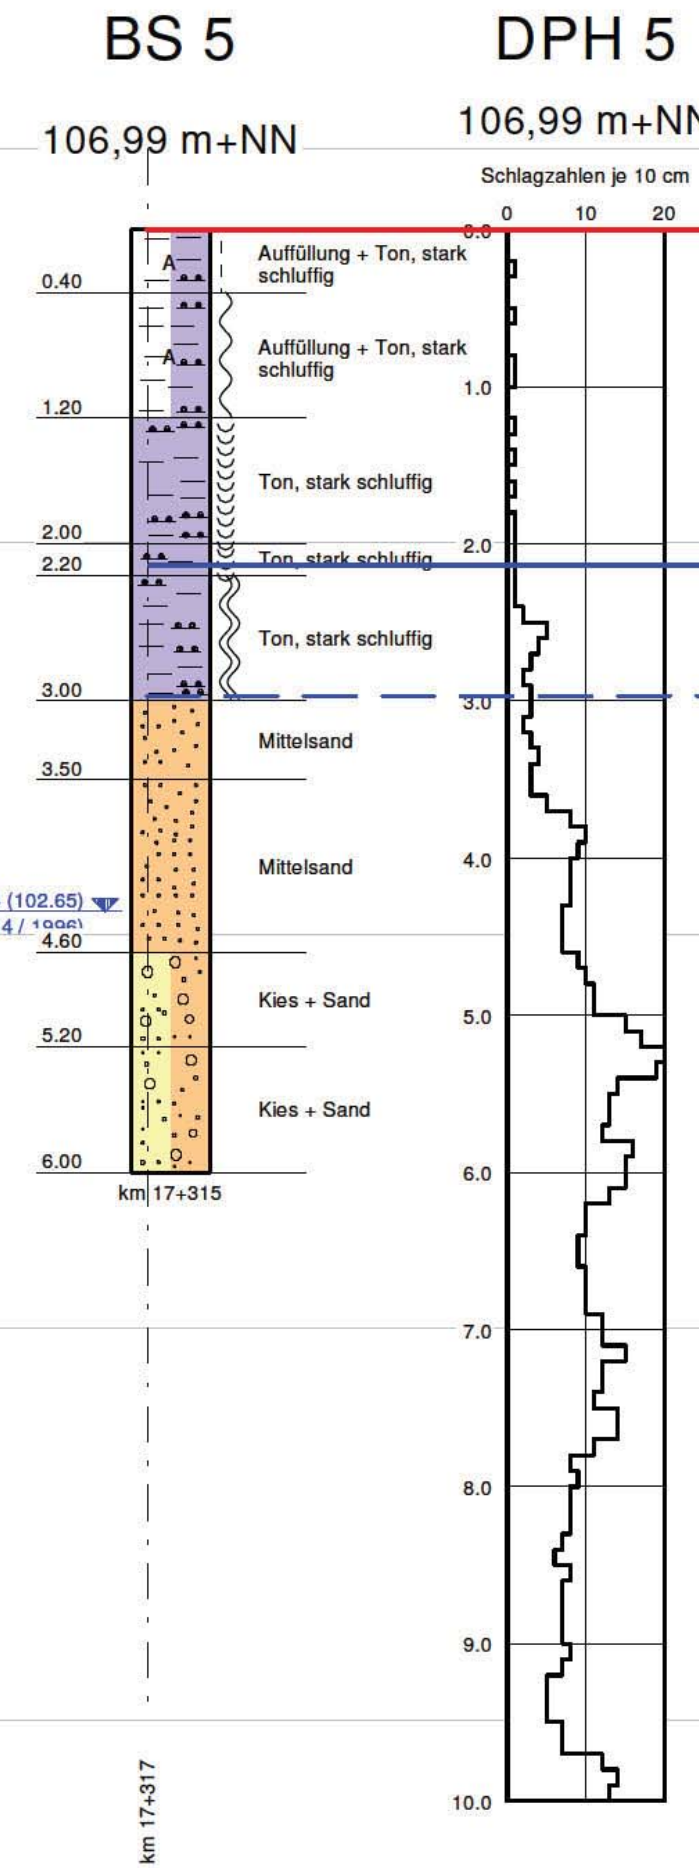 BS 5
DPH 5
106,99 m+NN
106,99 m+NN
Schlagzahlen je 10 cm
0 10 20
0.0
A
Auffüllung + Ton, stark
schluffig
0.40
A
Auffüllung + Ton, stark
schluffig
1.0
1.20
Ton, stark schluffig
2.00
2.0
2.20
Ton, stark schluffig
Ton, stark schluffig
3.00
3.0
Mittelsand
3.50
4.0
Mittelsand
(102.65)
4 / 1996)
4.60
Kies + Sand
5.0
5.20
Kies + Sand
6.00
6.0
km 17+315
7.0
8.0
9.0
km 17+317
10.0